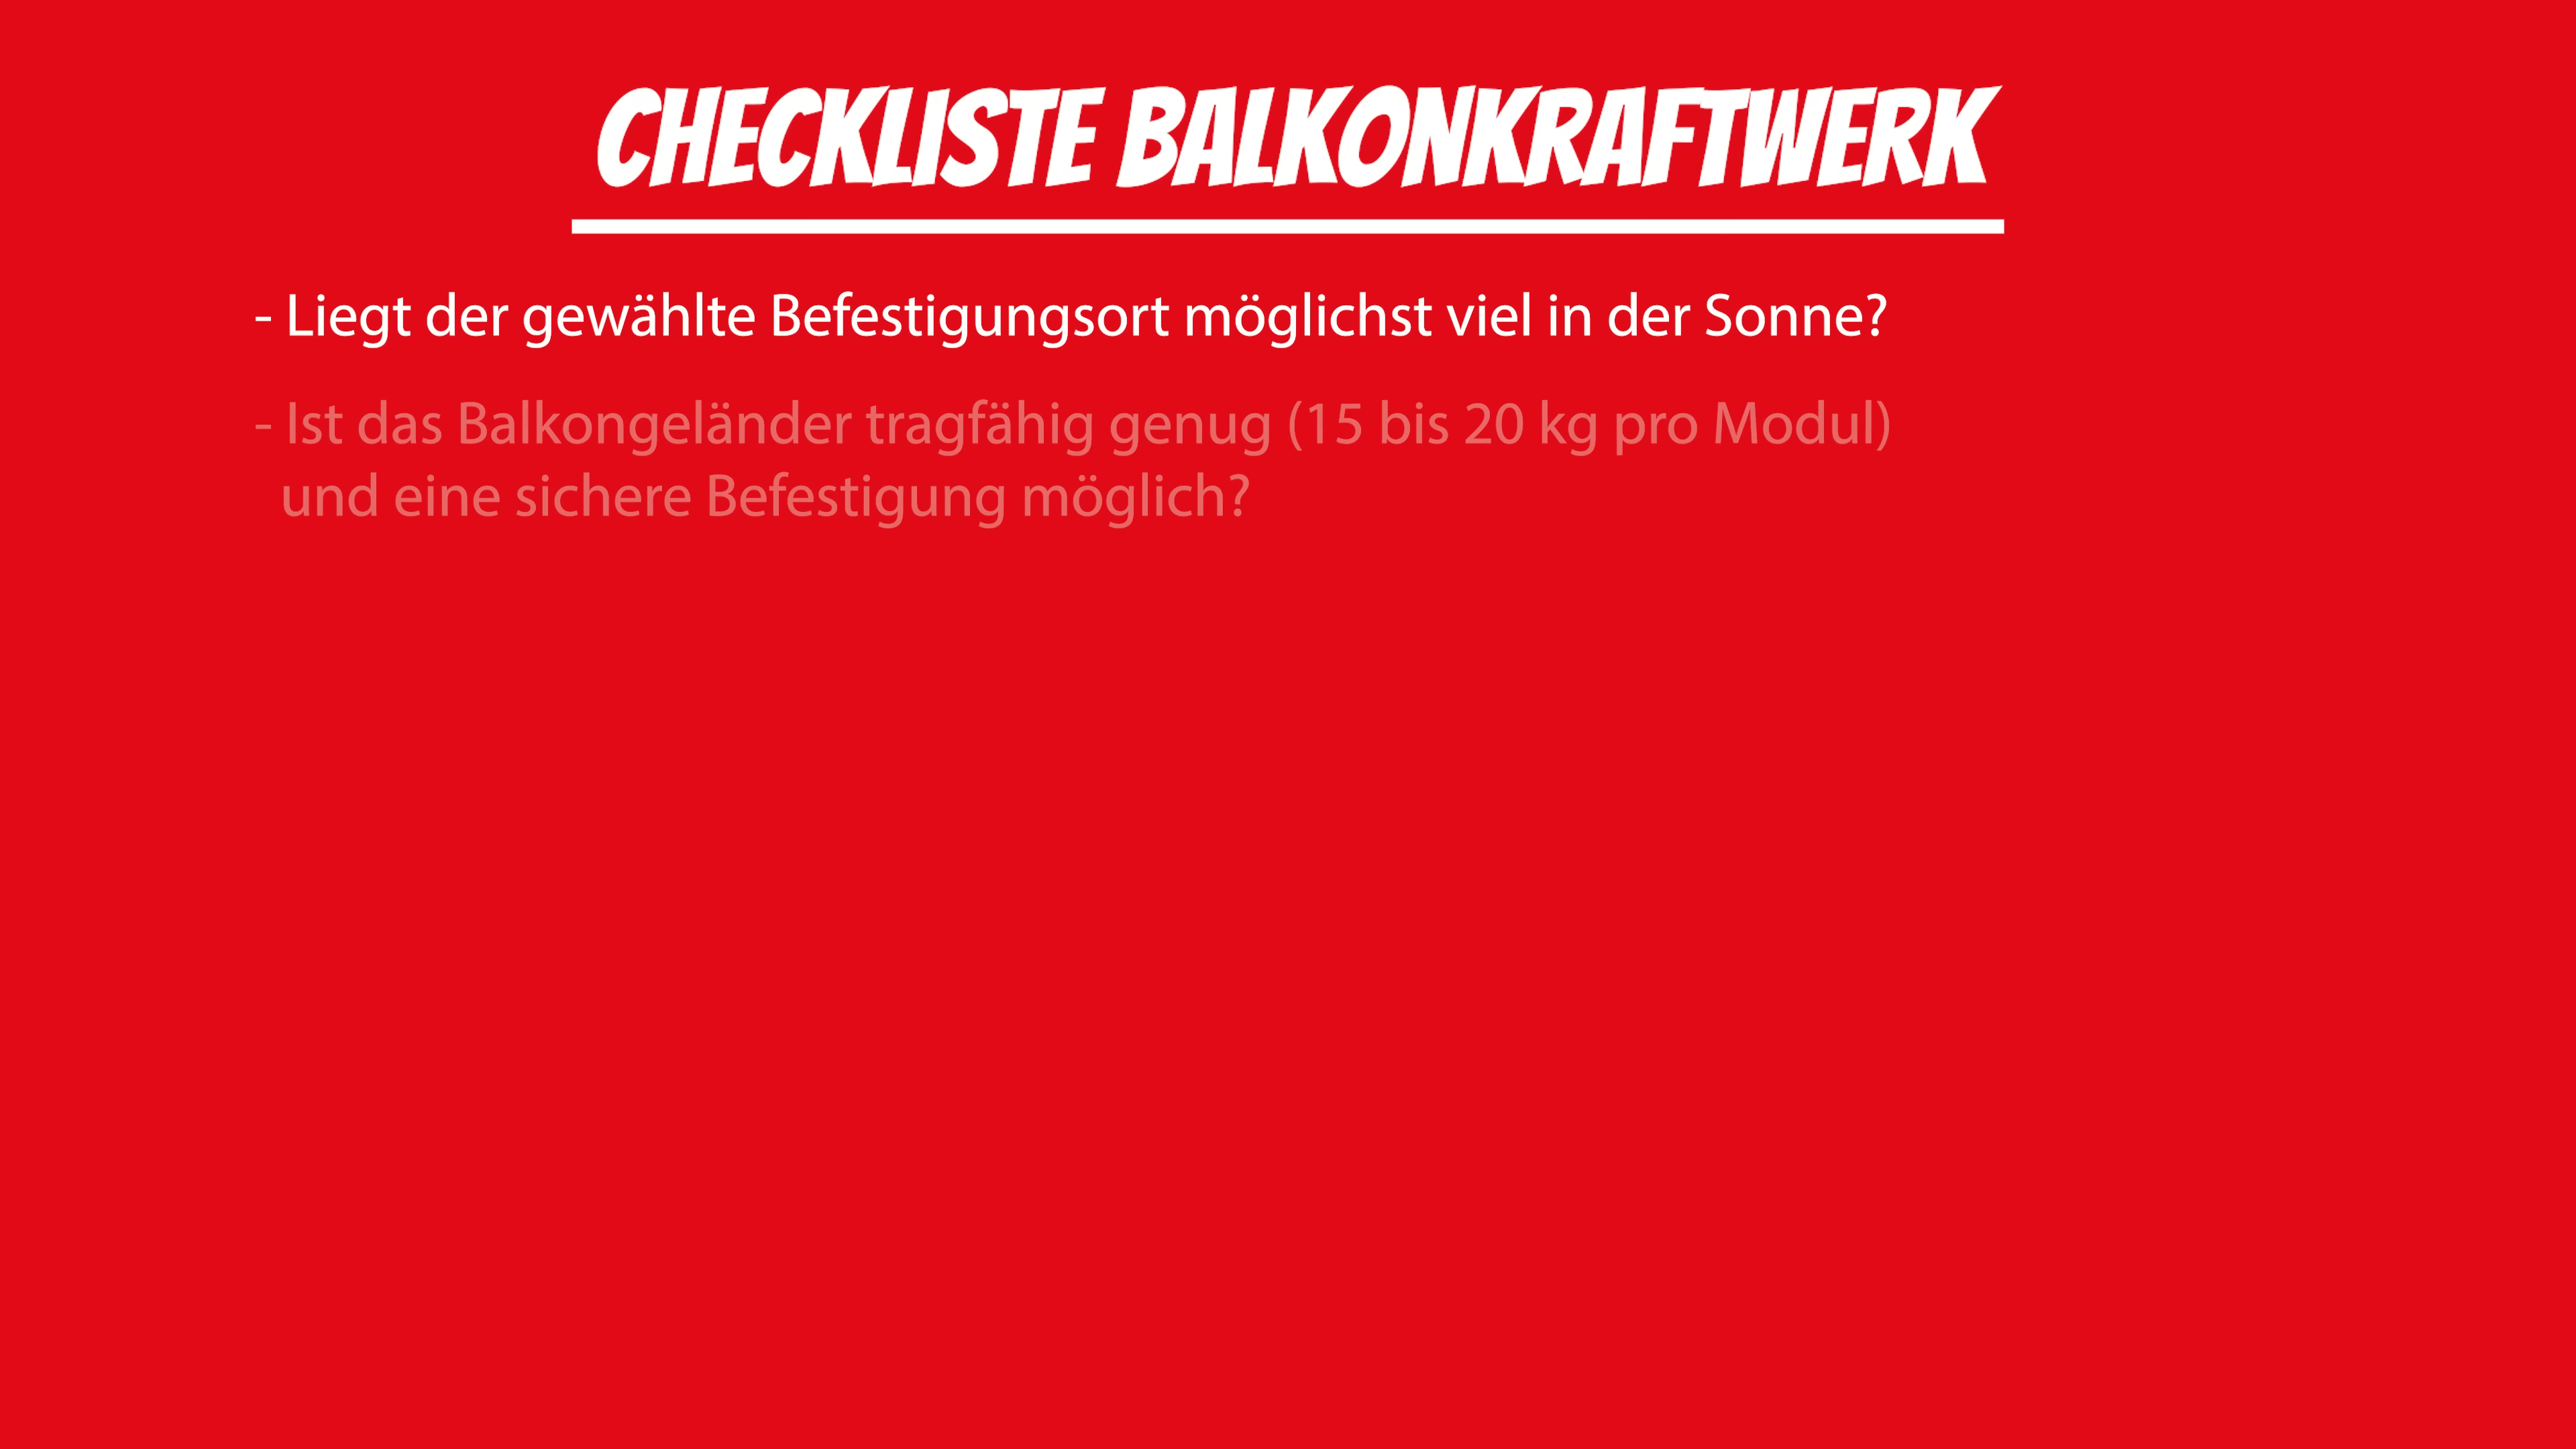 CHECKLISTE BALKONKRAFTWERK
- Liegt der gewählte Befestigungsort möglichst viel in der Sonne?
- Ist das Balkongeländer tragfähig genug (15 bis 20 kg pro Modul)
und eine sichere Befestigung möglich?